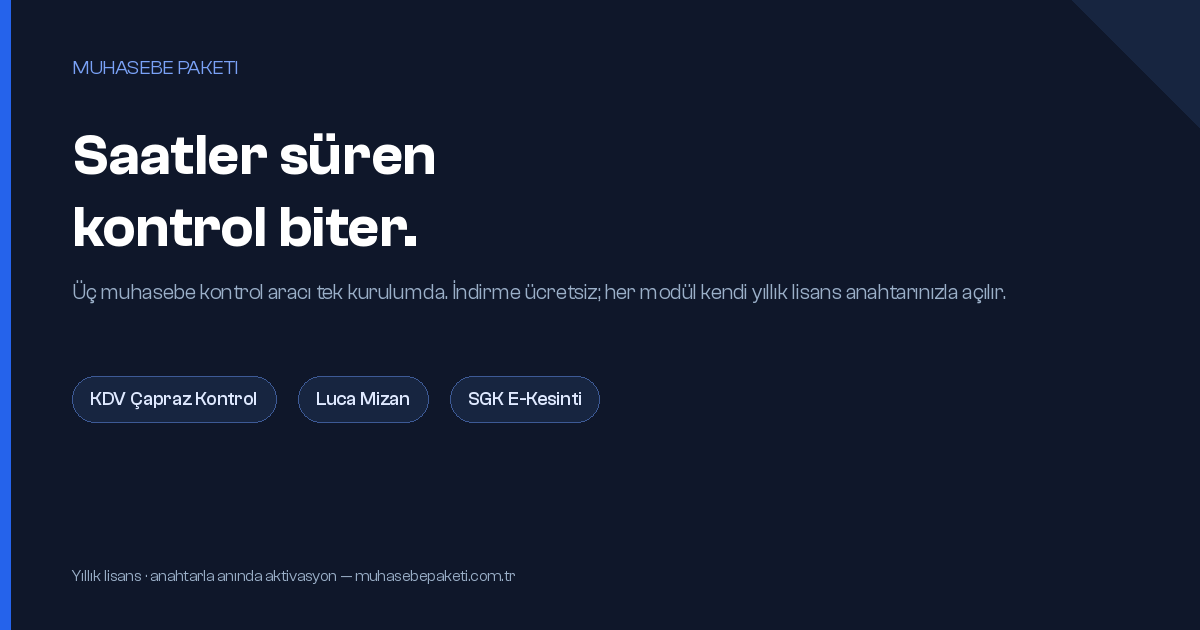 MUHASEBE PAKETI
Saatler süren
kontrol biter.
Üç muhasebe kontrol aracı tek kurulumda. İndirme ücretsiz; her modül kendi yıllık lisans anahtarınızla açılır.
KDV Çapraz Kontrol
Luca Mizan
SGK E-Kesinti
Yıllık lisans · anahtarla anında aktivasyon — muhasebepaketi.com.tr